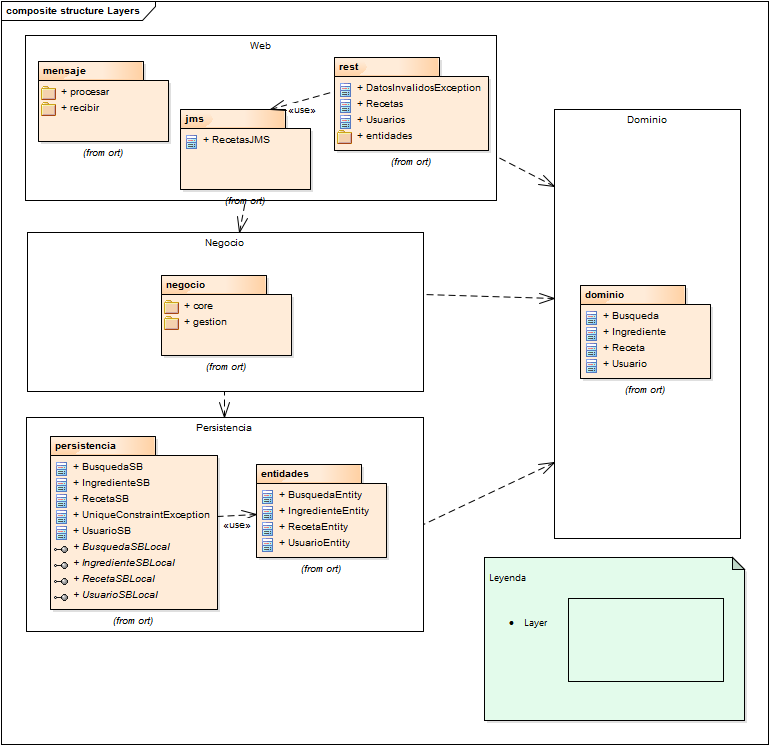 composite structure Layers
Web
mensaje
+ procesar
+ recibir
(from ort)
jms
+ RecetasJMS
(from ort)
«use»
rest
+ DatosInvalidosException
+ Recetas
+ Usuarios
+ entidades
(from ort)
Negocio
negocio
+ core
+ gestion
(from ort)
Persistencia
persistencia
+ BusquedaSB
+ IngredienteSB
+ RecetaSB
+ UniqueConstraintException
+ UsuarioSB
+ BusquedaSBLocal
+ IngredienteSBLocal
+ RecetaSBLocal
+ UsuarioSBLocal
(from ort)
«use»
entidades
+ BusquedaEntity
+ IngredienteEntity
+ RecetaEntity
+ UsuarioEntity
(from ort)
Dominio
dominio
+ Busqueda
+ Ingrediente
+ Receta
+ Usuario
(from ort)
Leyenda
• Layer